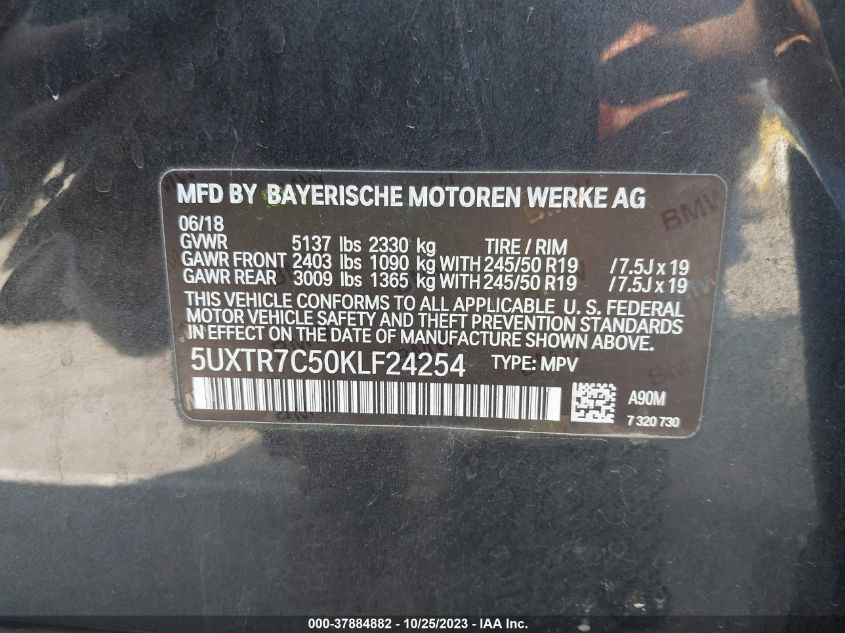 MFD BY BAYERISCHE MOTOREN WERKE AG
06/18
GVWR 5137 lbs 2330 kg TIRE / RIM
GAWR FRONT 2403 lbs 1090 kg WITH 245/50 R19 / 7.5J x 19
GAWR REAR 3009 lbs 1365 kg WITH 245/50 R19 / 7.5J x 19
THIS VEHICLE CONFORMS TO ALL APPLICABLE U. S. FEDERAL
MOTOR VEHICLE SAFETY AND THEFT PREVENTION STANDARDS
IN EFFECT ON THE DATE OF MANUFACTURE SHOWN ABOVE.
5UXTR7C50KLF24254 TYPE: MPV
A90M
7 320 730
BMW
000-37884882 - 10/25/2023 - IAA Inc.